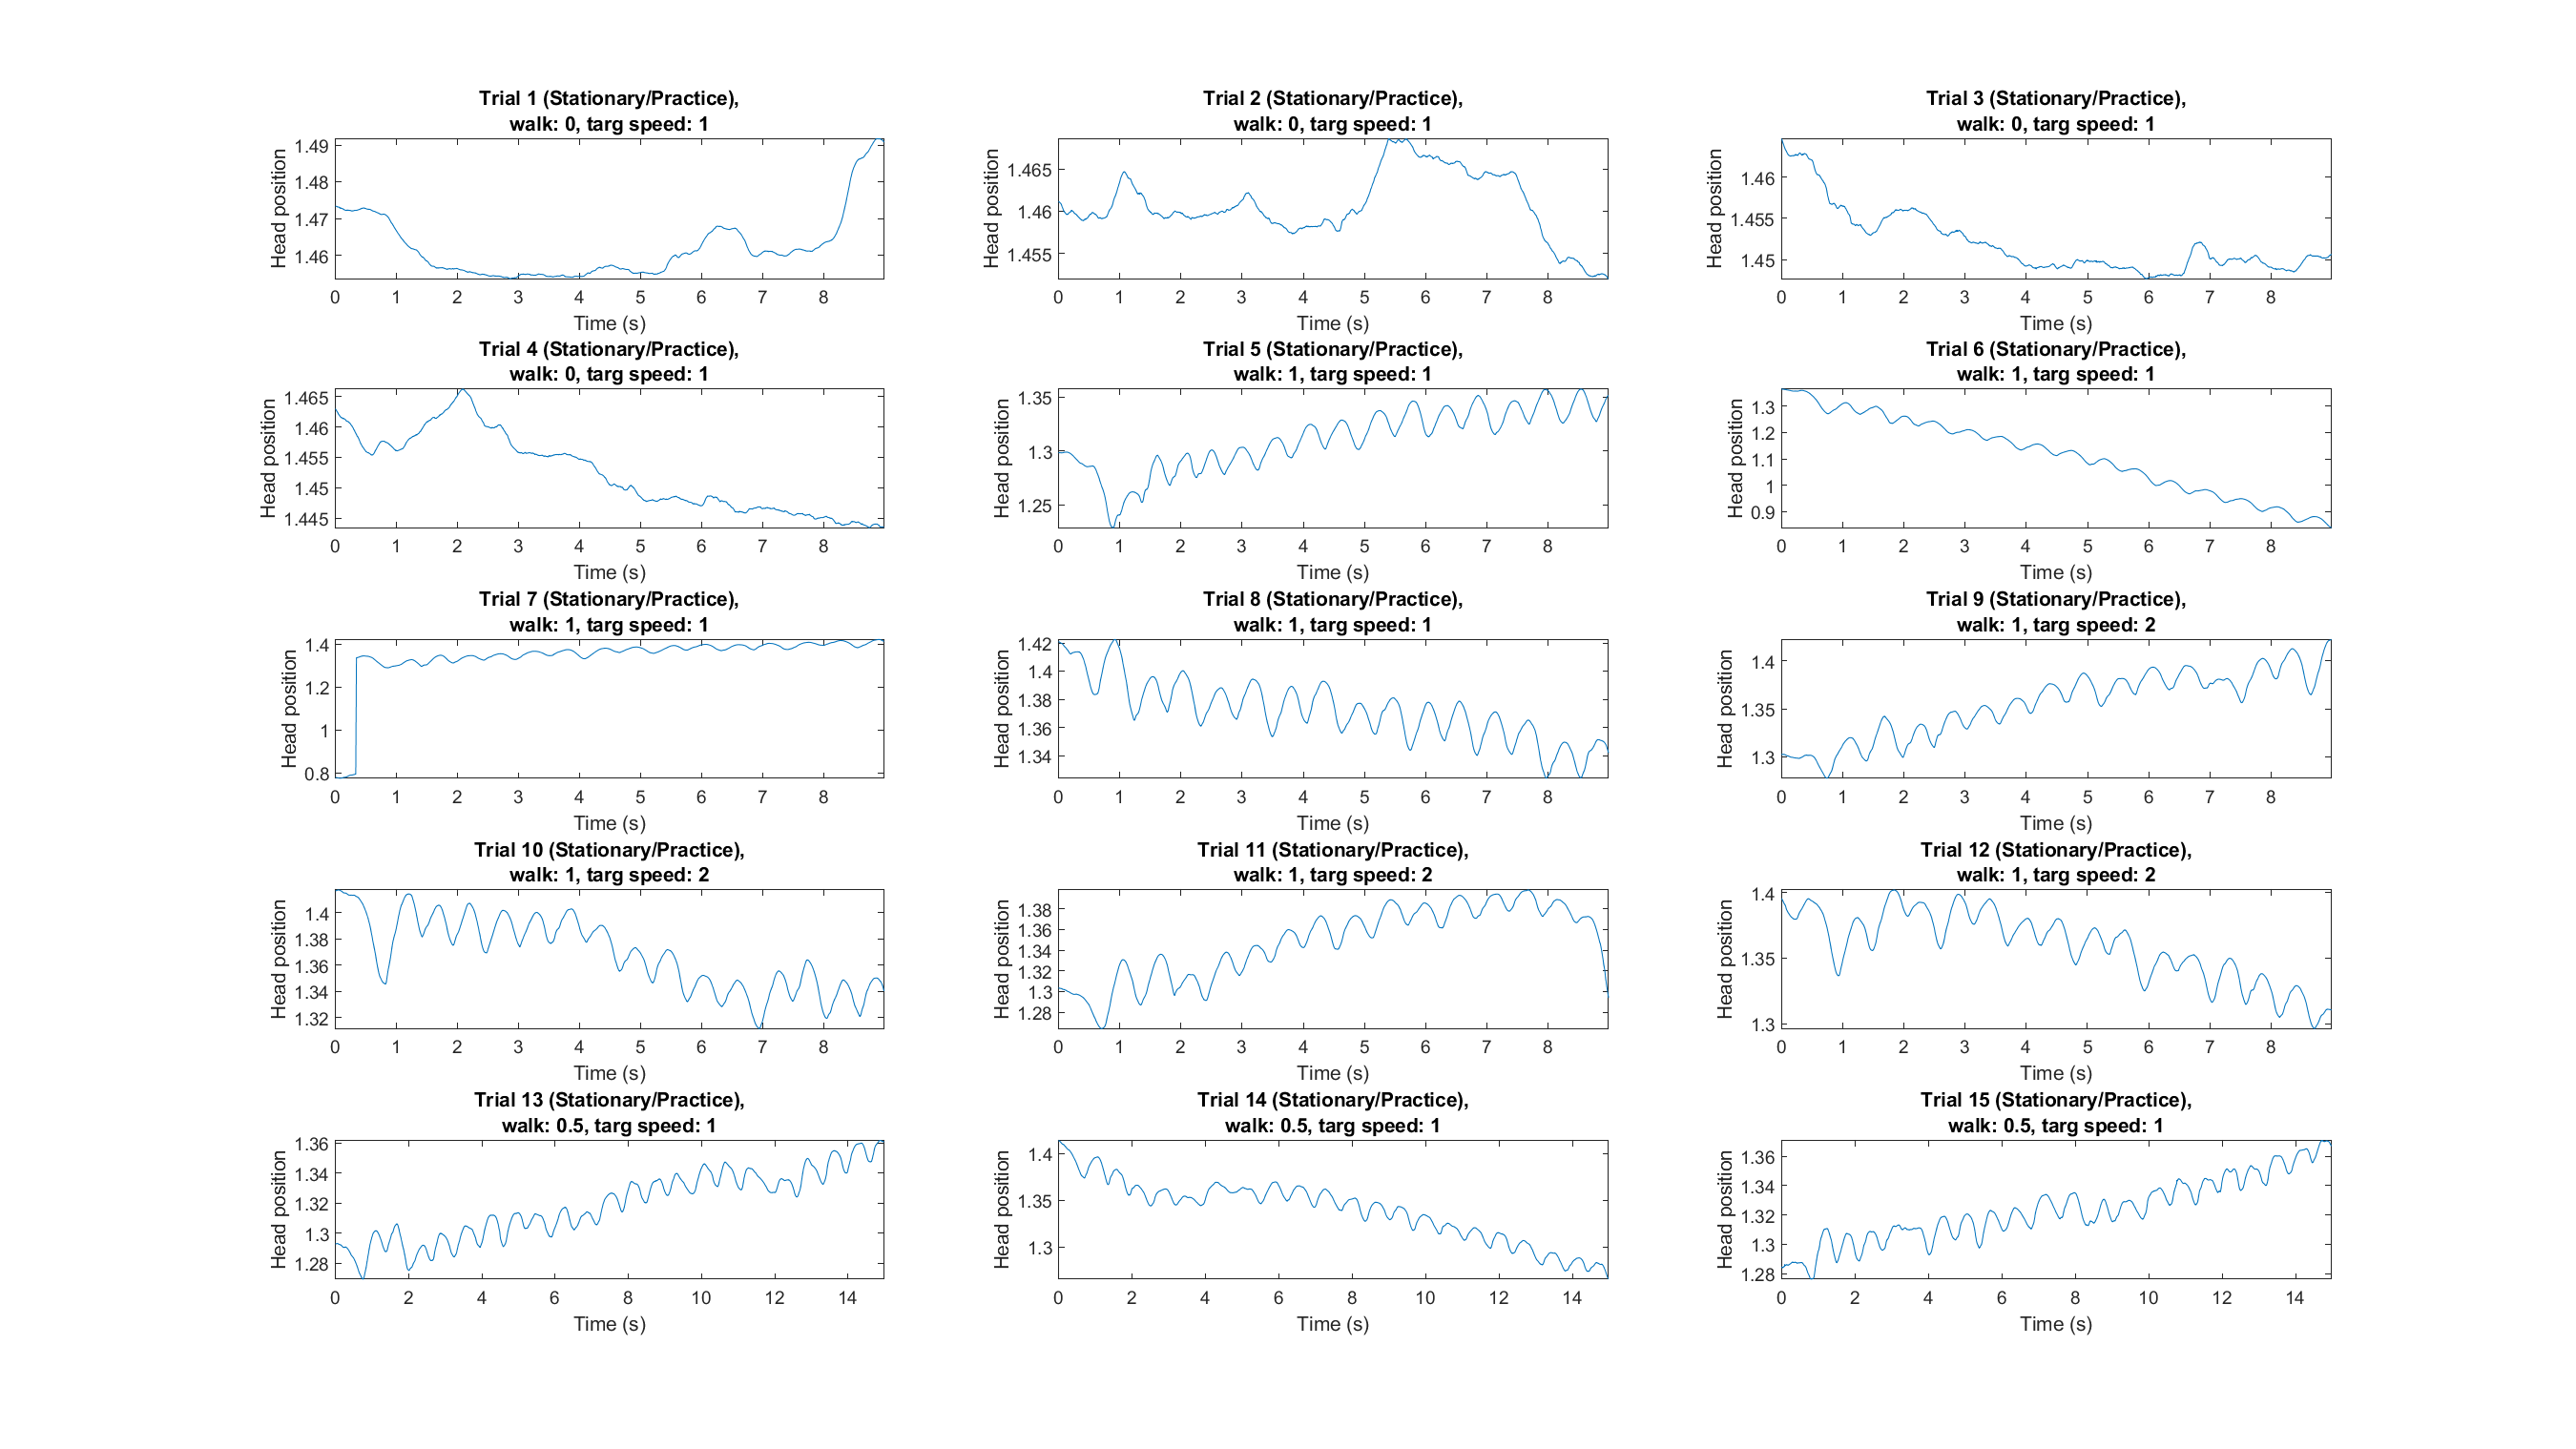 Trial 1 (Stationary/Practice),
walk: 0, targ speed: 1
Head position
1.49
1.48
1.47
1.46
0 1 2 3 4 5 6 7 8
Time (s)
Trial 2 (Stationary/Practice),
walk: 0, targ speed: 1
Head position
1.465
1.46
1.455
0 1 2 3 4 5 6 7 8
Time (s)
Trial 3 (Stationary/Practice),
walk: 0, targ speed: 1
Head position
1.46
1.455
1.45
0 1 2 3 4 5 6 7 8
Time (s)
Trial 4 (Stationary/Practice),
walk: 0, targ speed: 1
Head position
1.465
1.46
1.455
1.45
1.445
0 1 2 3 4 5 6 7 8
Time (s)
Trial 5 (Stationary/Practice),
walk: 1, targ speed: 1
Head position
1.35
1.3
1.25
0 1 2 3 4 5 6 7 8
Time (s)
Trial 6 (Stationary/Practice),
walk: 1, targ speed: 1
Head position
1.3
1.2
1.1
1
0.9
0 1 2 3 4 5 6 7 8
Time (s)
Trial 7 (Stationary/Practice),
walk: 1, targ speed: 1
Head position
1.4
1.2
1
0.8
0 1 2 3 4 5 6 7 8
Time (s)
Trial 8 (Stationary/Practice),
walk: 1, targ speed: 1
Head position
1.42
1.4
1.38
1.36
1.34
0 1 2 3 4 5 6 7 8
Time (s)
Trial 9 (Stationary/Practice),
walk: 1, targ speed: 2
Head position
1.4
1.35
1.3
0 1 2 3 4 5 6 7 8
Time (s)
Trial 10 (Stationary/Practice),
walk: 1, targ speed: 2
Head position
1.4
1.38
1.36
1.34
1.32
0 1 2 3 4 5 6 7 8
Time (s)
Trial 11 (Stationary/Practice),
walk: 1, targ speed: 2
Head position
1.38
1.36
1.34
1.32
1.3
1.28
0 1 2 3 4 5 6 7 8
Time (s)
Trial 12 (Stationary/Practice),
walk: 1, targ speed: 2
Head position
1.4
1.35
1.3
0 1 2 3 4 5 6 7 8
Time (s)
Trial 13 (Stationary/Practice),
walk: 0.5, targ speed: 1
Head position
1.36
1.34
1.32
1.3
1.28
0 2 4 6 8 10 12 14
Time (s)
Trial 14 (Stationary/Practice),
walk: 0.5, targ speed: 1
Head position
1.4
1.35
1.3
0 2 4 6 8 10 12 14
Time (s)
Trial 15 (Stationary/Practice),
walk: 0.5, targ speed: 1
Head position
1.36
1.34
1.32
1.3
1.28
0 2 4 6 8 10 12 14
Time (s)